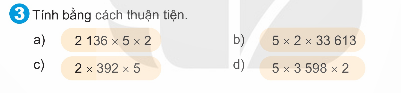 3 Tính bằng cách thuận tiện.
a) 2 136 × 5 × 2 b) 5 × 2 × 33 613
c) 2 × 392 × 5 d) 5 × 3 598 × 2